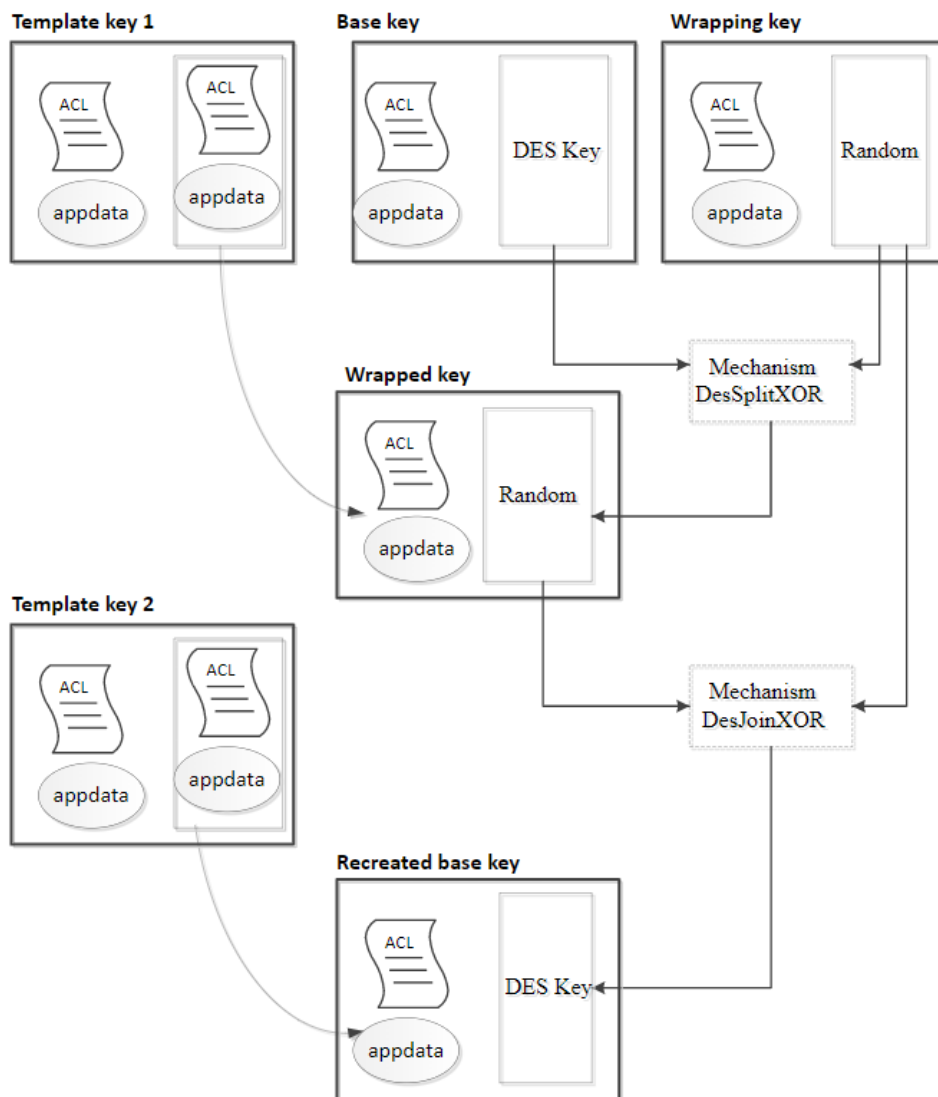 Template key 1
ACL
appdata
ACL
appdata
Base key
ACL
appdata
DES Key
Wrapping key
ACL
appdata
Random
Mechanism
DesSplitXOR
Wrapped key
ACL
appdata
Random
Template key 2
ACL
appdata
ACL
appdata
Mechanism
DesJoinXOR
Recreated base key
ACL
appdata
DES Key